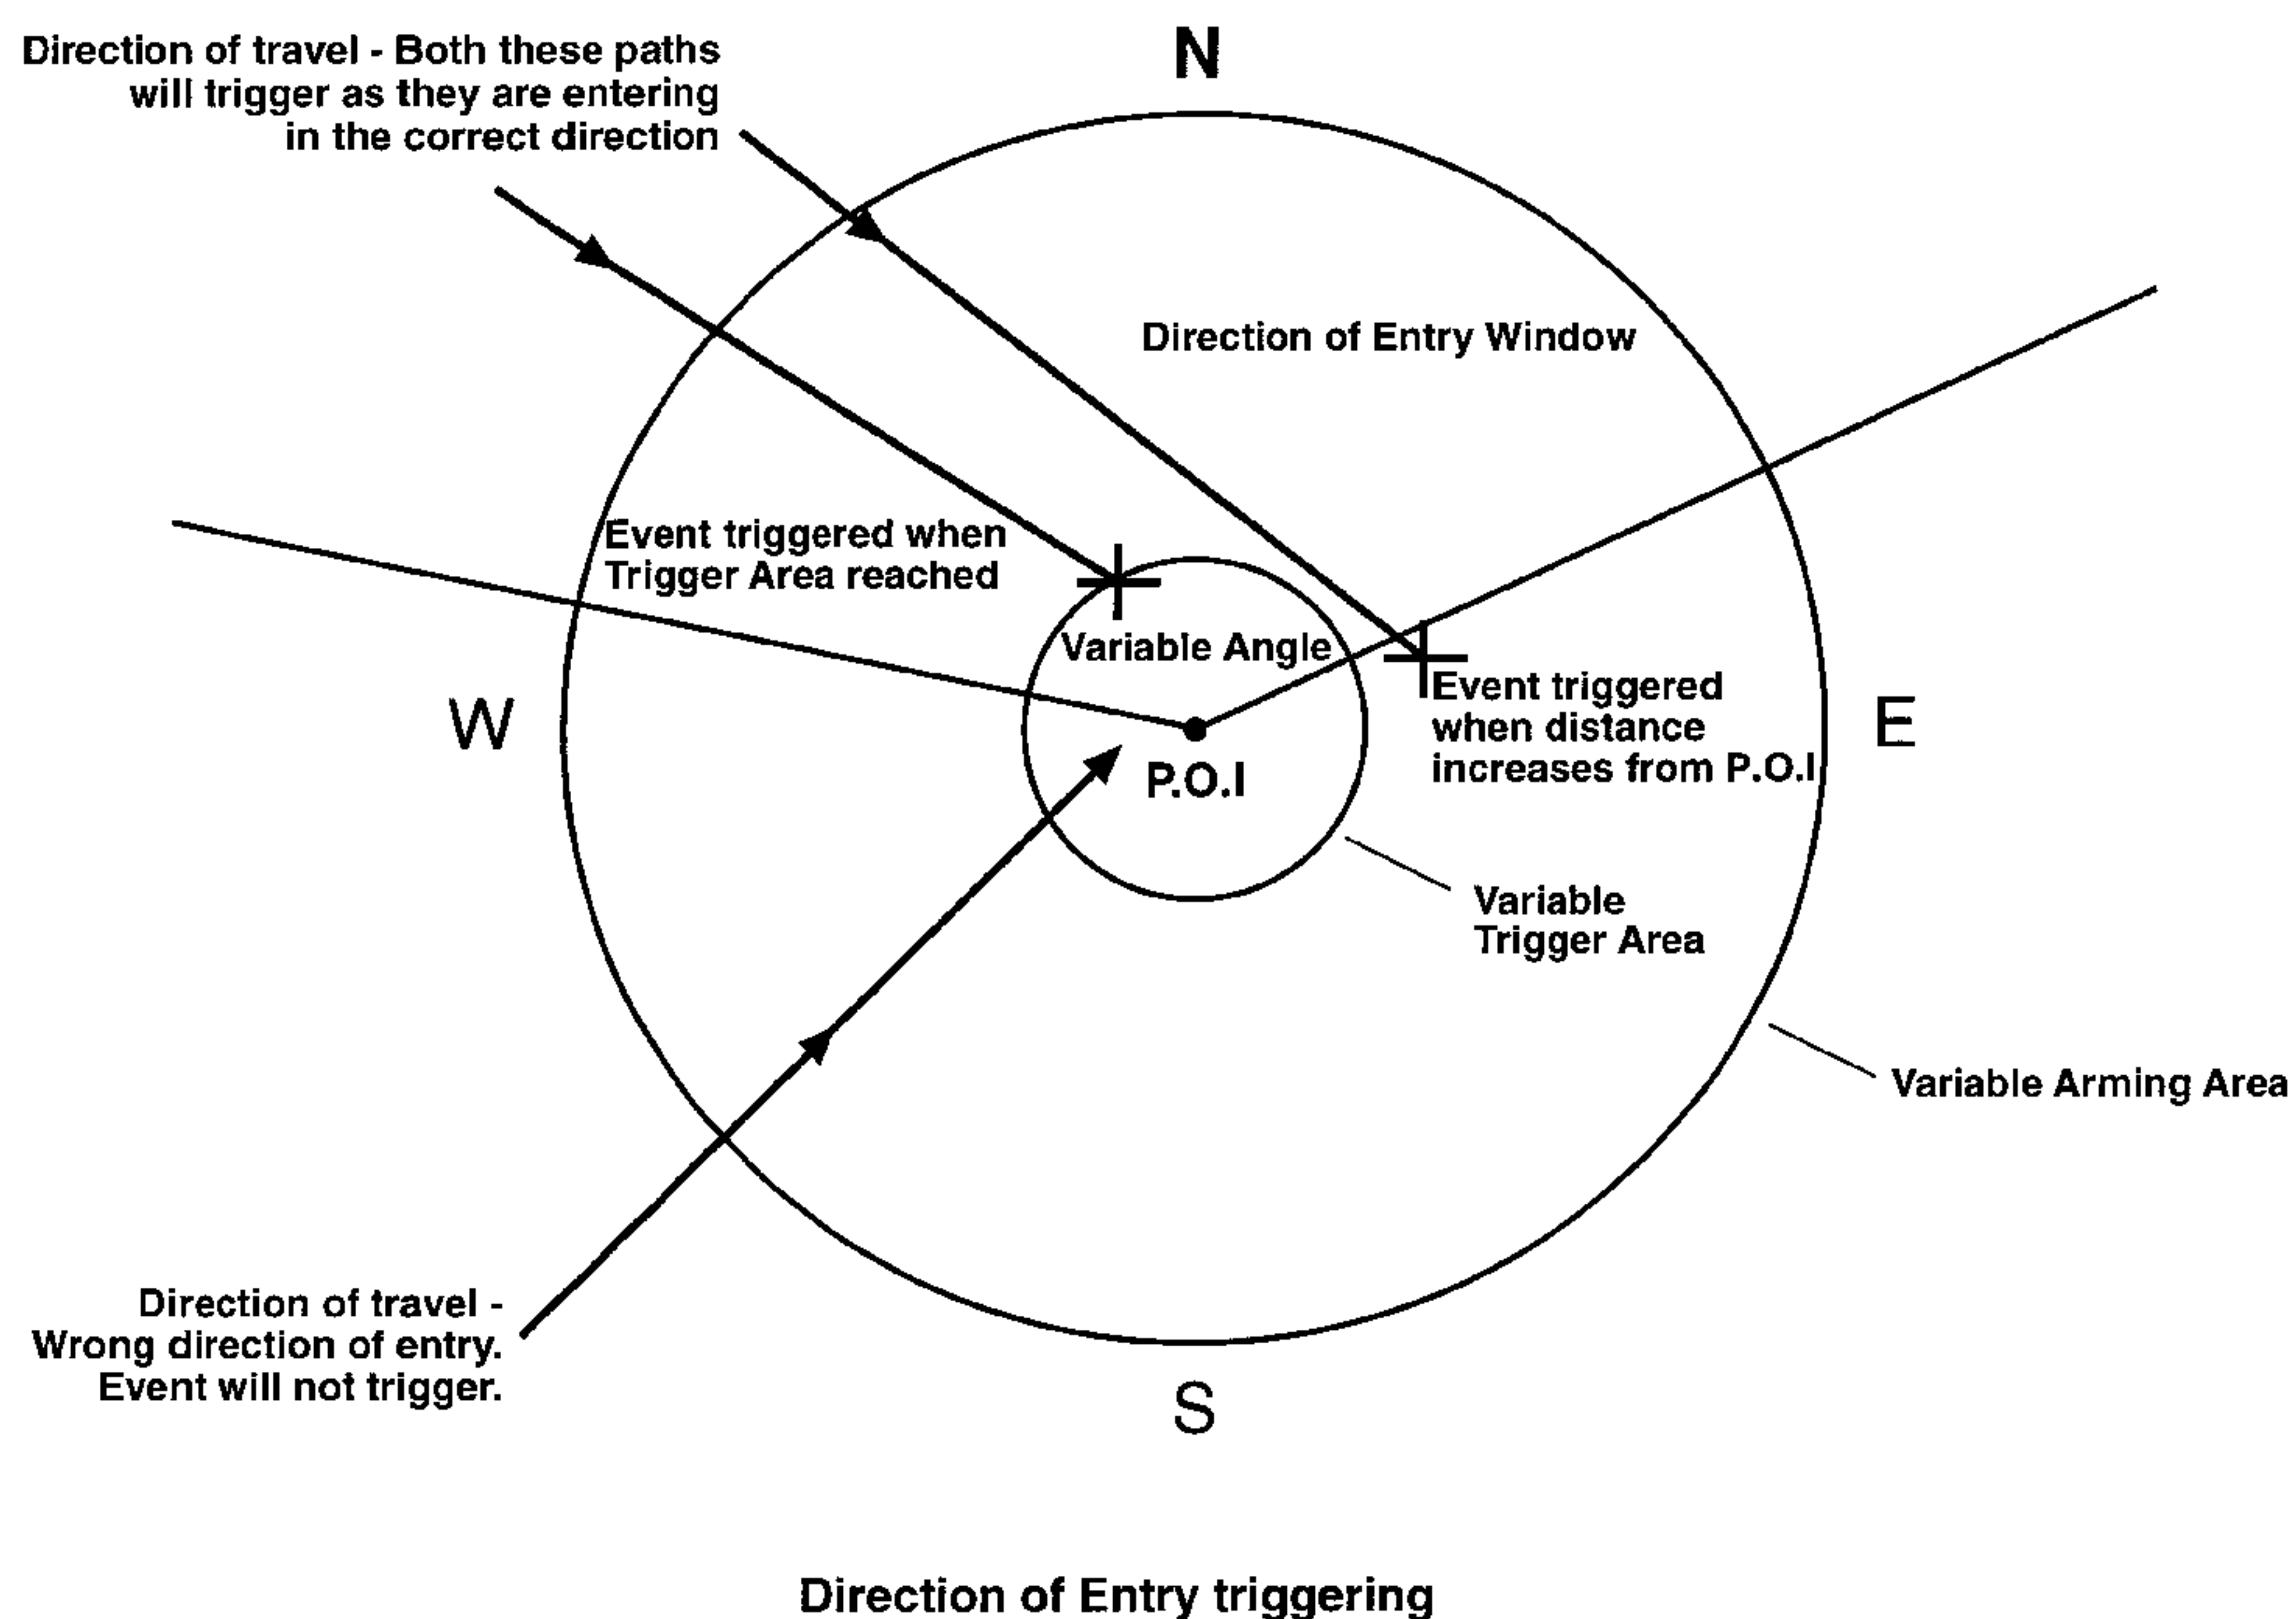 Direction of travel - Both these paths
will trigger as they are entering
in the correct direction
N
Direction of Entry Window
Event triggered when
Trigger Area reached
Variable Angle
W
P.O.I
Event triggered
when distance
increases from P.O.I
E
Variable
Trigger Area
Variable Arming Area
Direction of travel -
Wrong direction of entry.
Event will not trigger.
S
Direction of Entry triggering